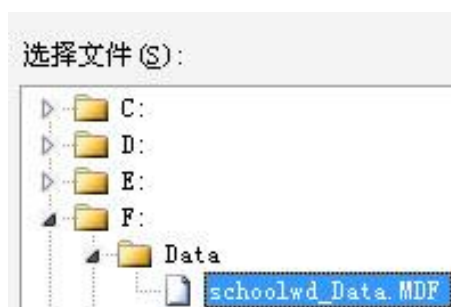 选择文件(S):
C:
D:
E:
F:
Data
schoolwd_Data.MDF